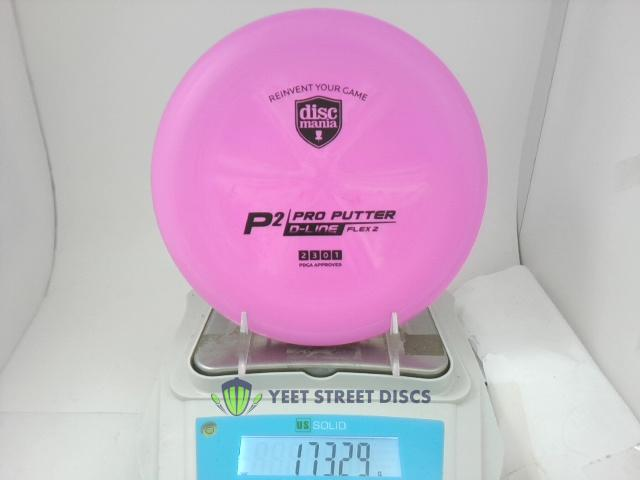 REINVENT YOUR GAME
disc
mania
P2 PRO PUTTER
D-LINE FLEX 2
2 3 0 1
PDGA APPROVED
YEET STREET DISCS
US SOLID
173.29 g